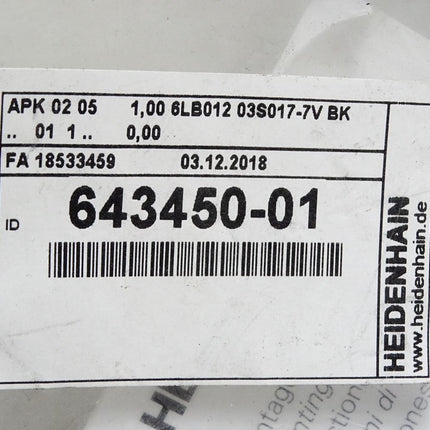 APK 02 05 1,00 6LB012 03S017-7V BK
.. 01 1 .. 0,00
FA 18533459 03.12.2018
ID 643450-01
HEIDENHAIN
www.heidenhain.de